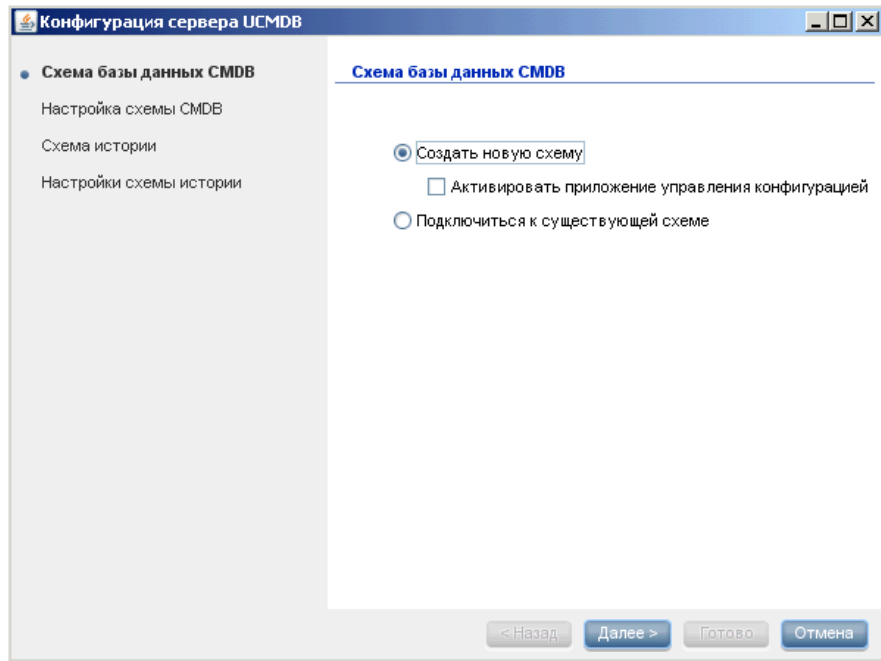 Конфигурация сервера UCMDB
Схема базы данных CMDB
Настройка схемы CMDB
Схема истории
Настройки схемы истории
Схема базы данных CMDB
Создать новую схему
Активировать приложение управления конфигурацией
Подключиться к существующей схеме
< Назад Далее > Готово Отмена